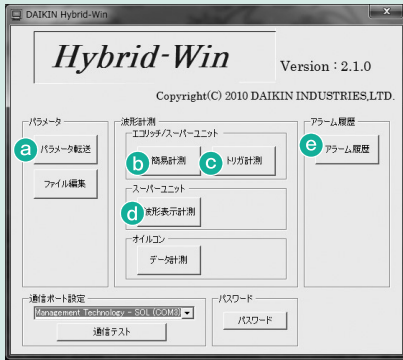 DAIKIN Hybrid-Win
Hybrid-Win
Version : 2.1.0
Copyright(C) 2010 DAIKIN INDUSTRIES,LTD.
パラメータ
a パラメータ転送
ファイル編集
波形計測
エコリッチ/スーパーユニット
b 簡易計測
c トリガ計測
スーパーユニット
d 波形表示計測
オイルコン
データ計測
アラーム履歴
e アラーム履歴
通信ポート設定
Management Technology - SOL (COM3)
通信テスト
パスワード
パスワード